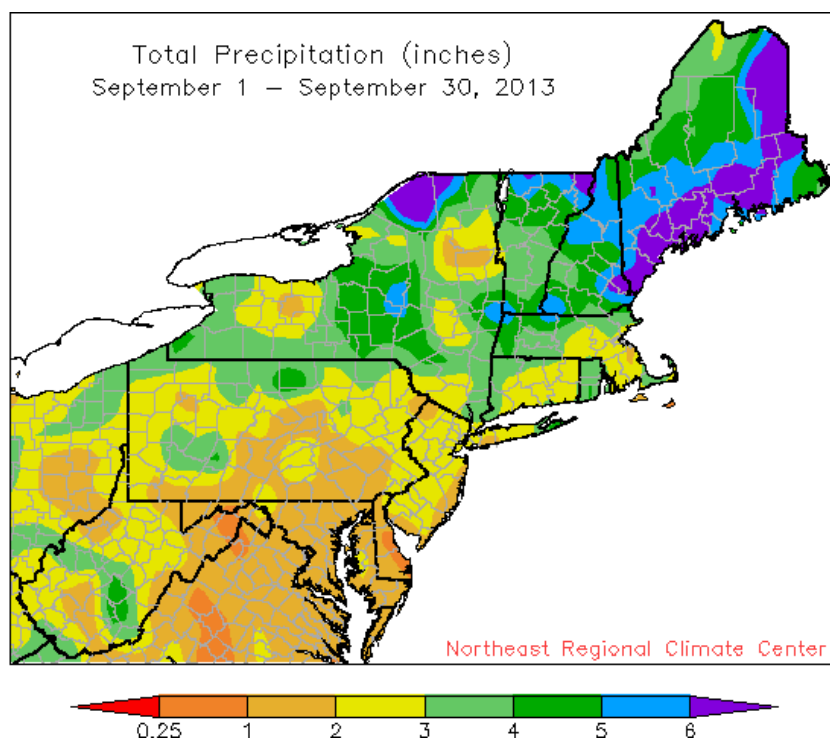 Total Precipitation (inches)
September 1 – September 30, 2013
Northeast Regional Climate Center
0.25 1 2 3 4 5 6